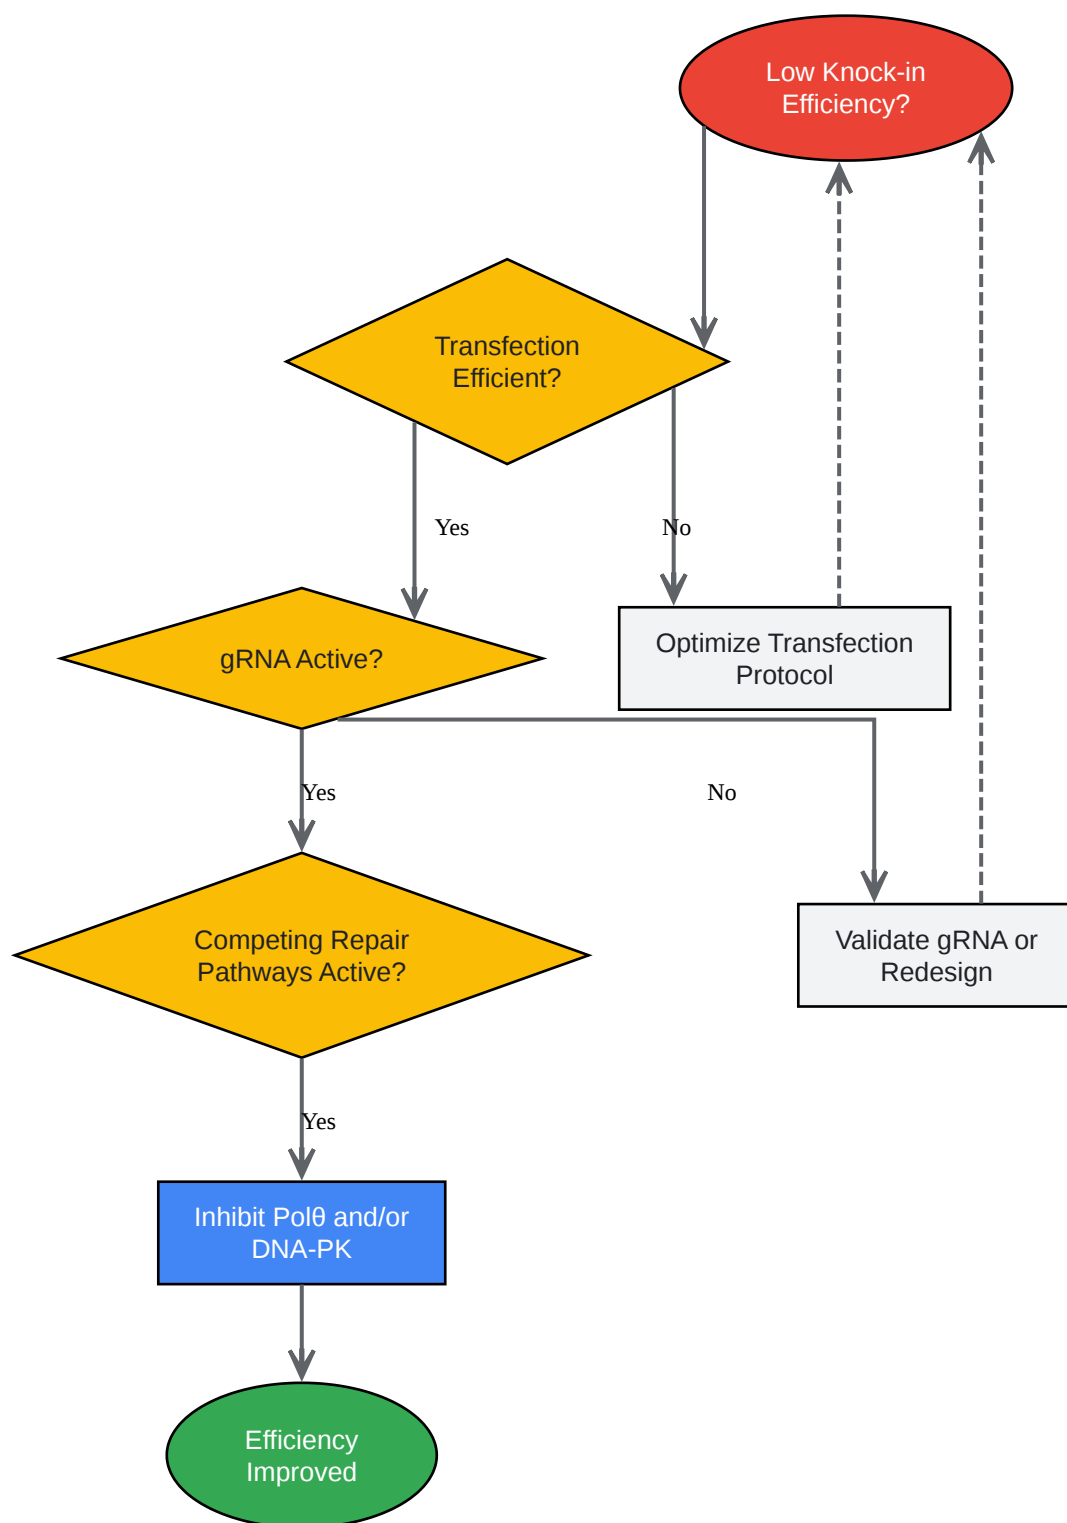 Low Knock-in
Efficiency?
Transfection
Efficient?
Yes
No
gRNA Active?
Optimize Transfection
Protocol
Yes
No
Competing Repair
Pathways Active?
Validate gRNA or
Redesign
Yes
Inhibit Polθ and/or
DNA-PK
Efficiency
Improved